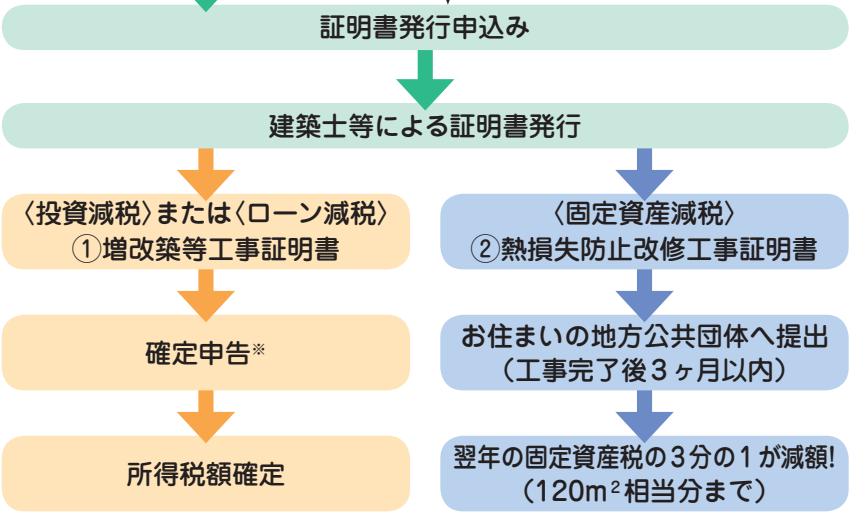 証明書発行申込み
建築士等による証明書発行
〈投資減税〉または〈ローン減税〉
①増改築等工事証明書
確定申告※
所得税額確定
〈固定資産減税〉
②熱損失防止改修工事証明書
お住まいの地方公共団体へ提出
（工事完了後3ヶ月以内）
翌年の固定資産税の3分の1が減額!
（120m²相当分まで）